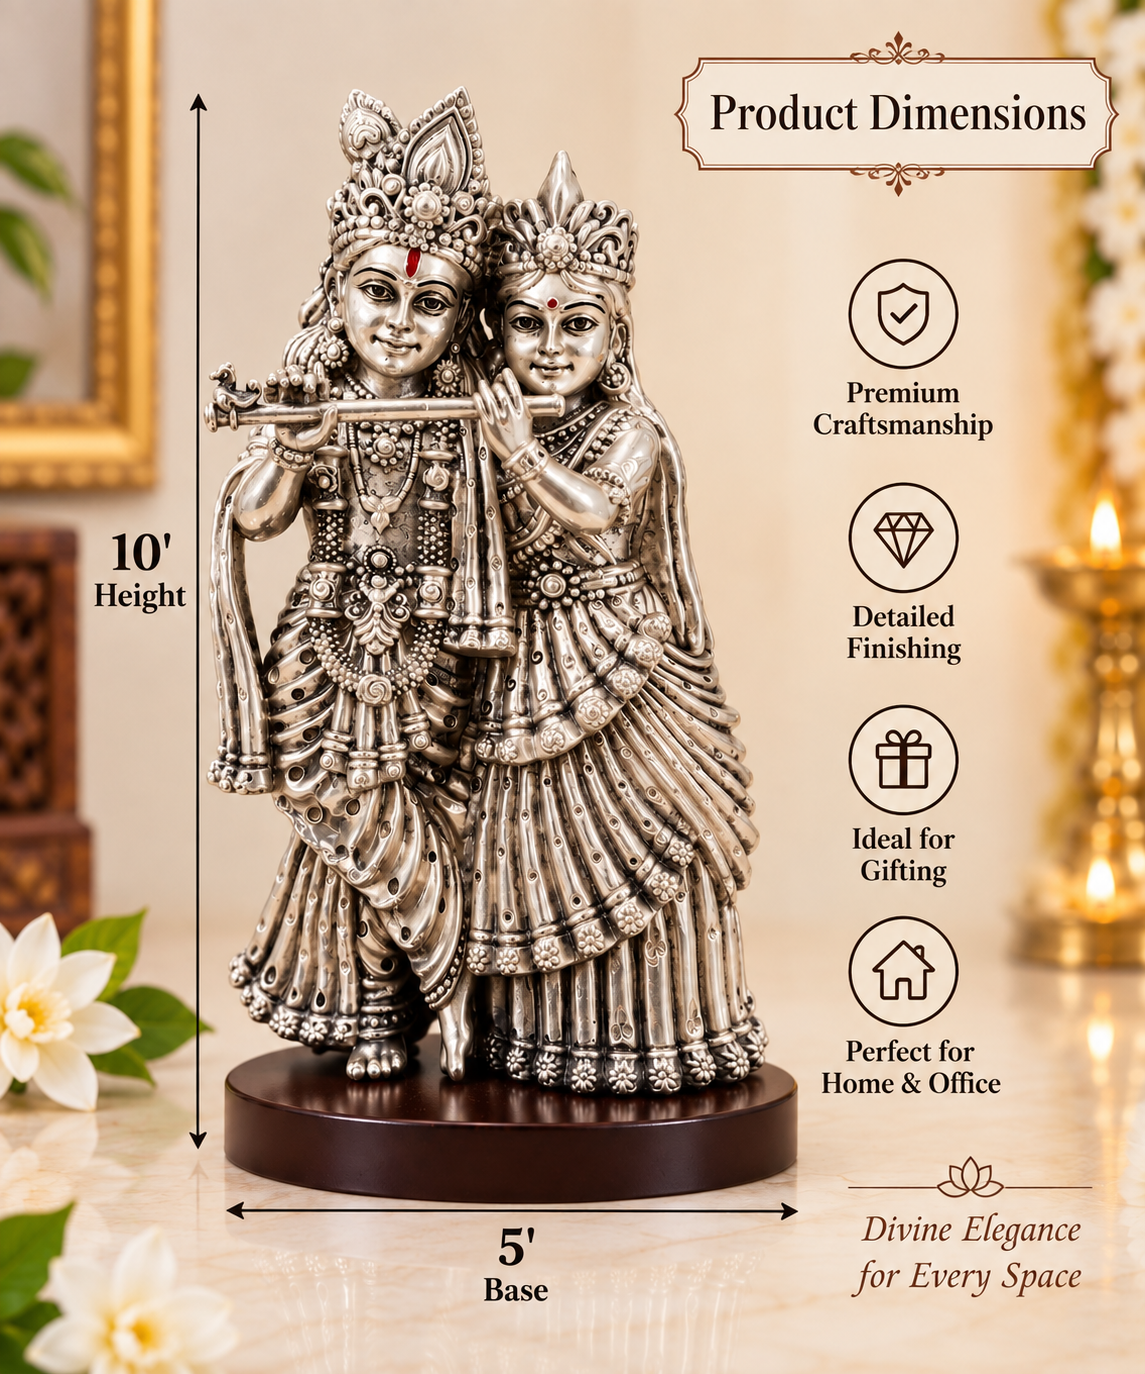 Product Dimensions
Premium
Craftsmanship
Detailed
Finishing
10'
Height
Ideal for
Gifting
Perfect for
Home & Office
5'
Base
Divine Elegance
for Every Space